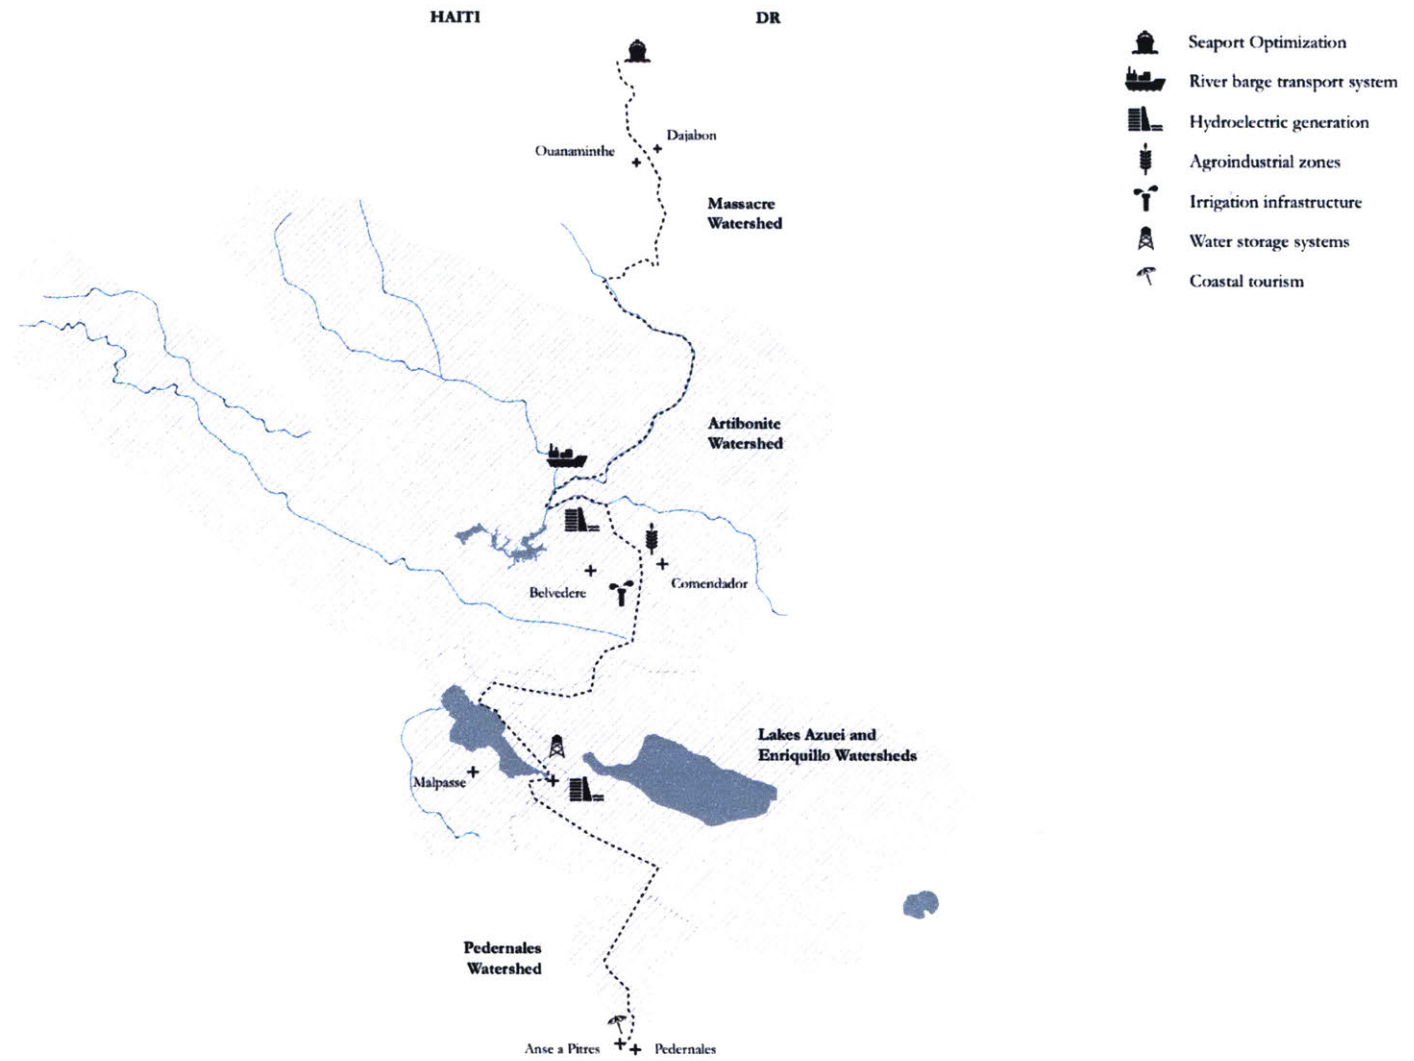 HAITI
DR
Seaport Optimization
River barge transport system
Hydroelectric generation
Agroindustrial zones
Irrigation infrastructure
Water storage systems
Coastal tourism
Dajabon
Ouanaminthe
Massacre
Watershed
Artibonite
Watershed
Belvedere
Comendador
Lakes Azuei and
Enriquillo Watersheds
Malpasse
Pedernales
Watershed
Anse a Pitres
Pedernales